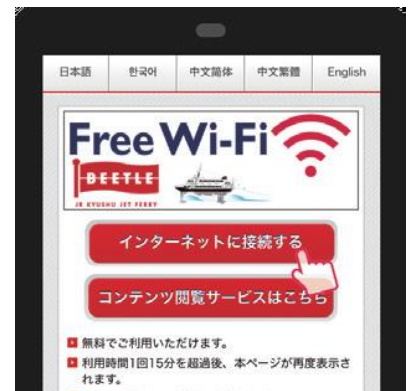 日本語 한국어 中文简体 中文繁體 English
Free Wi-Fi
BEETLE
JR KYUSHU JET FERRY
インターネットに接続する
コンテンツ閲覧サービスはこちら
無料でご利用いただけます。
利用時間1回15分を超過後、本ページが再度表示さ
れます。